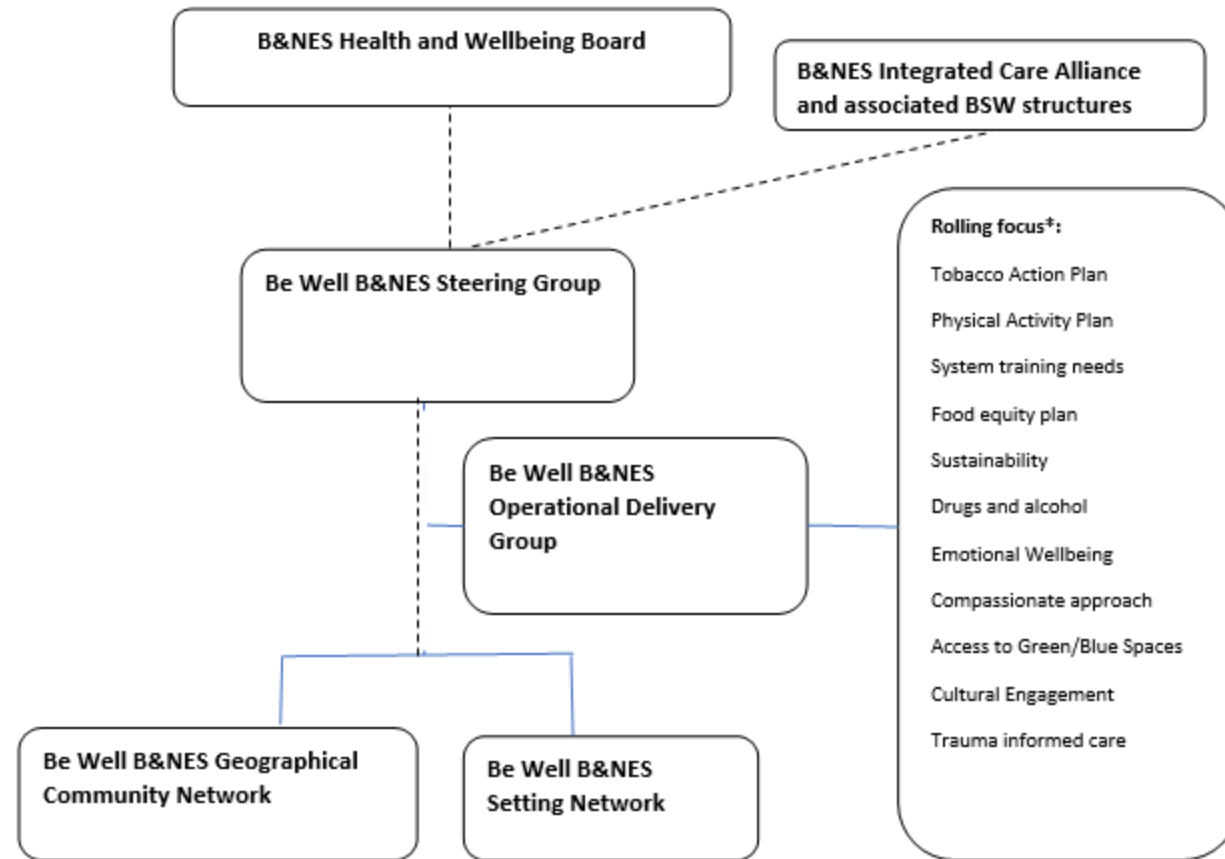 B&NES Health and Wellbeing Board
B&NES Integrated Care Alliance
and associated BSW structures
Be Well B&NES Steering Group
Be Well B&NES
Operational Delivery
Group
Rolling focus*:
Tobacco Action Plan
Physical Activity Plan
System training needs
Food equity plan
Sustainability
Drugs and alcohol
Emotional Wellbeing
Compassionate approach
Access to Green/Blue Spaces
Cultural Engagement
Trauma informed care
Be Well B&NES Geographical
Community Network
Be Well B&NES
Setting Network